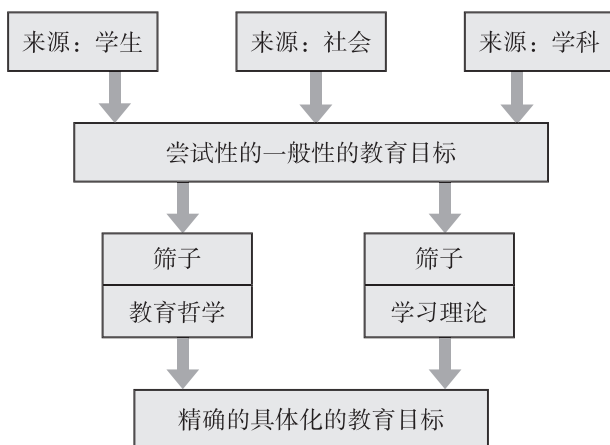 来源：学生
来源：社会
来源：学科
尝试性的一般性的教育目标
筛子
筛子
教育哲学
学习理论
精确的具体化的教育目标